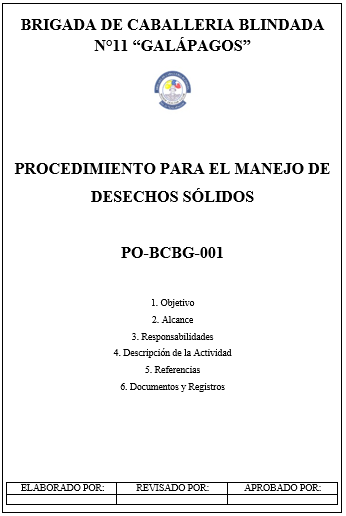 BRIGADA DE CABALLERIA BLINDADA
N°11 “GALÁPAGOS”
PROCEDIMIENTO PARA EL MANEJO DE
DESECHOS SÓLIDOS
PO-BCBG-001
1. Objetivo
2. Alcance
3. Responsabilidades
4. Descripción de la Actividad
5. Referencias
6. Documentos y Registros
ELABORADO POR: REVISADO POR: APROBADO POR: